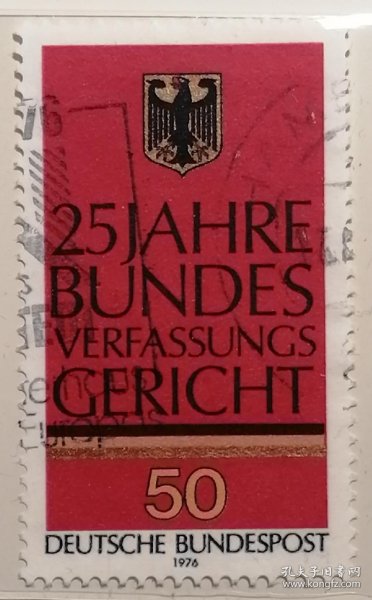 25 JAHRE
BUNDES
VERFASSUNGS
GERICHT
50
DEUTSCHE BUNDESPOST
1976
孔夫子旧书网
www.kongfz.com